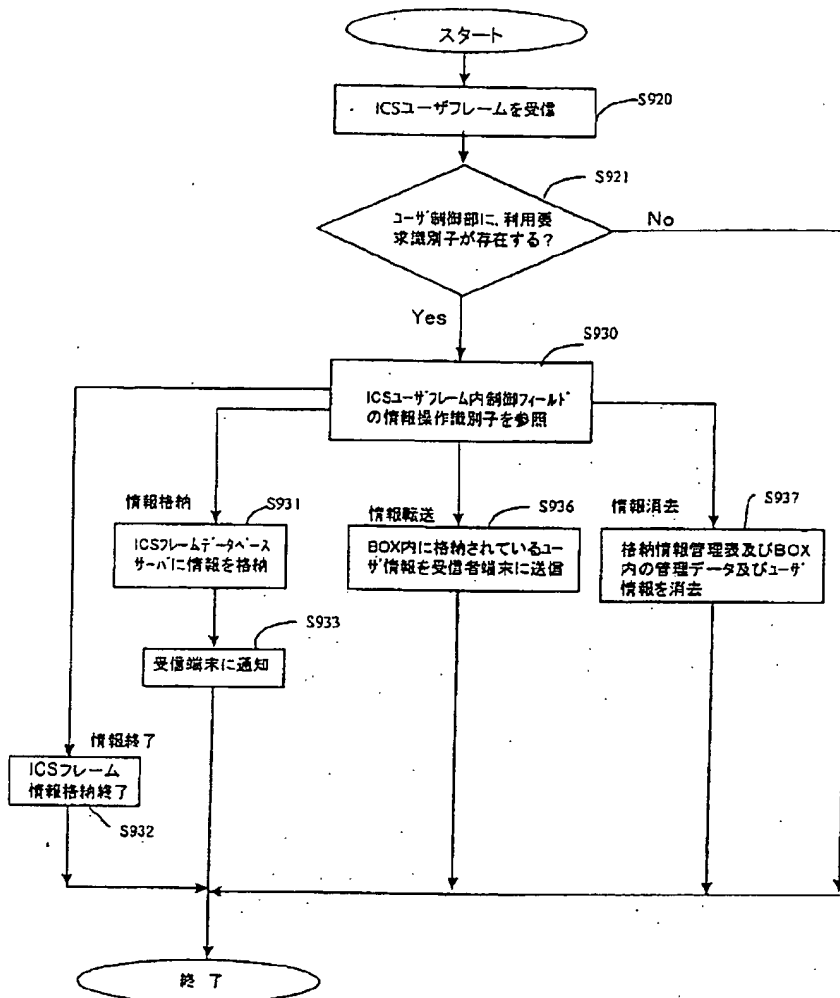 スタート
ICSユーザフレームを受信
S920
S921
ユーザ制御部に、利用要
求識別子が存在する?
No
Yes
S930
ICSユーザフレーム内制御フィールド
の情報操作識別子を参照
情報格納
S931
ICSフレームデータベース
サーバに情報を格納
情報転送
S936
BOX内に格納されているユー
ザ情報を受信者端末に送信
情報消去
S937
格納情報管理表及びBOX
内の管理データ及びユーザ
情報を消去
S933
受信端末に通知
情報終了
ICSフレーム
情報格納終了
S932
終了